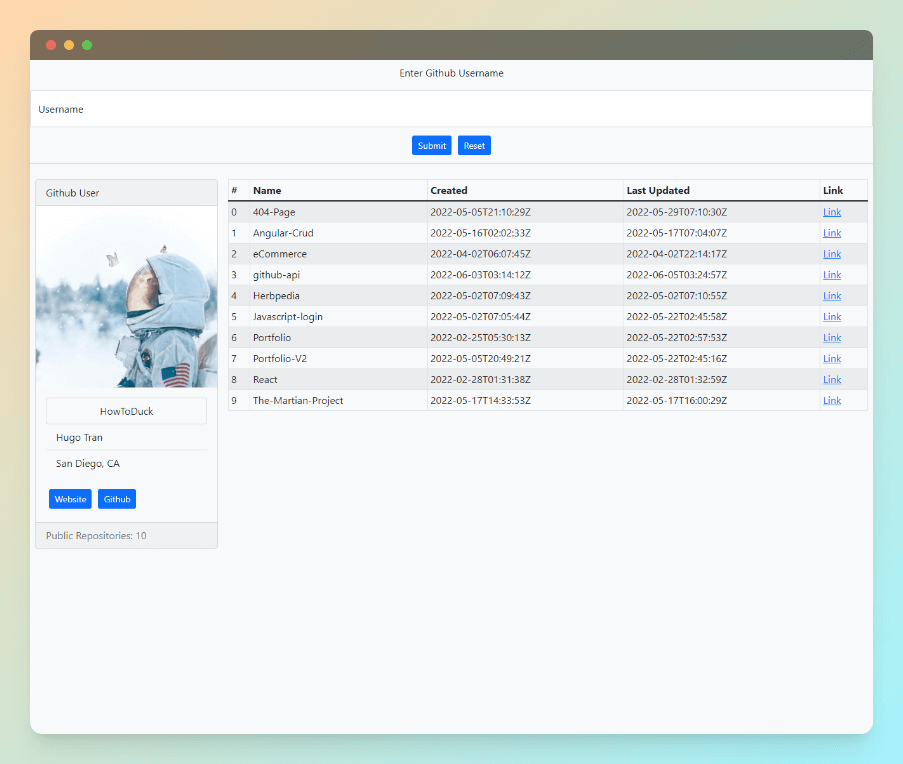 Enter Github Username
Username
Submit Reset
Github User
HowToDuck
Hugo Tran
San Diego, CA
Website Github
Public Repositories: 10
# Name Created Last Updated Link
0 404-Page 2022-05-05T21:10:29Z 2022-05-29T07:10:30Z Link
1 Angular-Crud 2022-05-16T02:02:33Z 2022-05-17T07:04:07Z Link
2 eCommerce 2022-04-02T06:07:45Z 2022-04-02T22:14:17Z Link
3 github-api 2022-06-03T03:14:12Z 2022-06-05T03:24:57Z Link
4 Herbpedia 2022-05-02T07:09:43Z 2022-05-02T07:10:55Z Link
5 Javascript-login 2022-05-02T07:05:44Z 2022-05-22T02:45:58Z Link
6 Portfolio 2022-02-25T05:30:13Z 2022-05-22T02:57:53Z Link
7 Portfolio-V2 2022-05-05T20:49:21Z 2022-05-22T02:45:16Z Link
8 React 2022-02-28T01:31:38Z 2022-02-28T01:32:59Z Link
9 The-Martian-Project 2022-05-17T14:33:53Z 2022-05-17T16:00:29Z Link